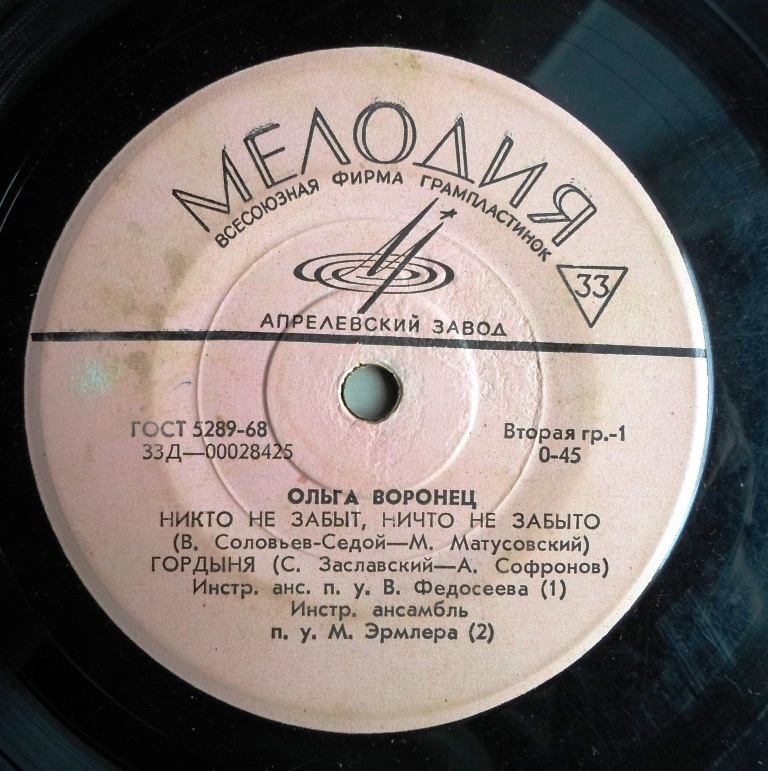 МЕЛОДИЯ
ВСЕСОЮЗНАЯ ФИРМА ГРАМПЛАСТИНОК
33
АПРЕЛЕВСКИЙ ЗАВОД
ГОСТ 5289-68
33Д—00028425
Вторая гр.-1
0-45
ОЛЬГА ВОРОНЕЦ
НИКТО НЕ ЗАБЫТ, НИЧТО НЕ ЗАБЫТО
(В. Соловьев-Седой—М. Матусовский)
ГОРДЫНЯ (С. Заславский—А. Софронов)
Инстр. анс. п. у. В. Федосеева (1)
Инстр. ансамбль
п. у. М. Эрмлера (2)